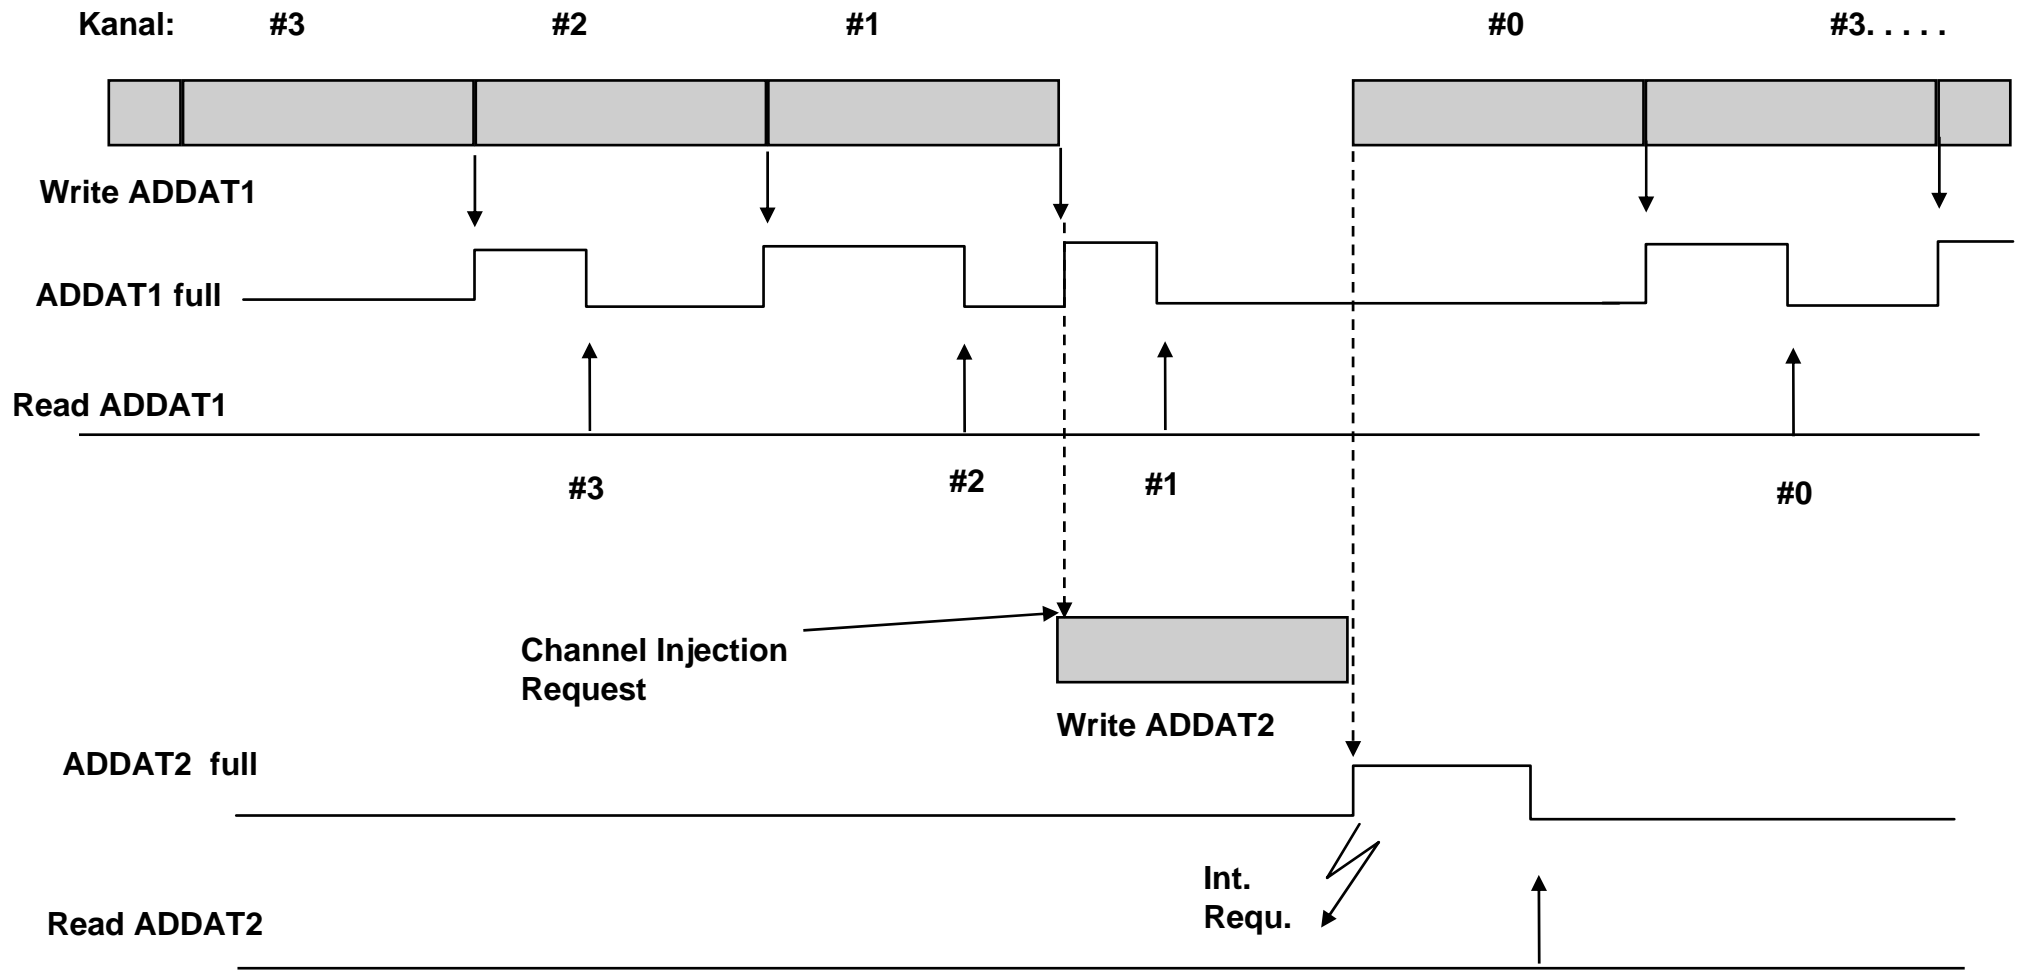 Kanal: #3 #2 #1 #0 #3. . . . .
Write ADDAT1
ADDAT1 full
Read ADDAT1
#3 #2 #1 #0
Channel Injection
Request
Write ADDAT2
ADDAT2 full
Int.
Requ.
Read ADDAT2